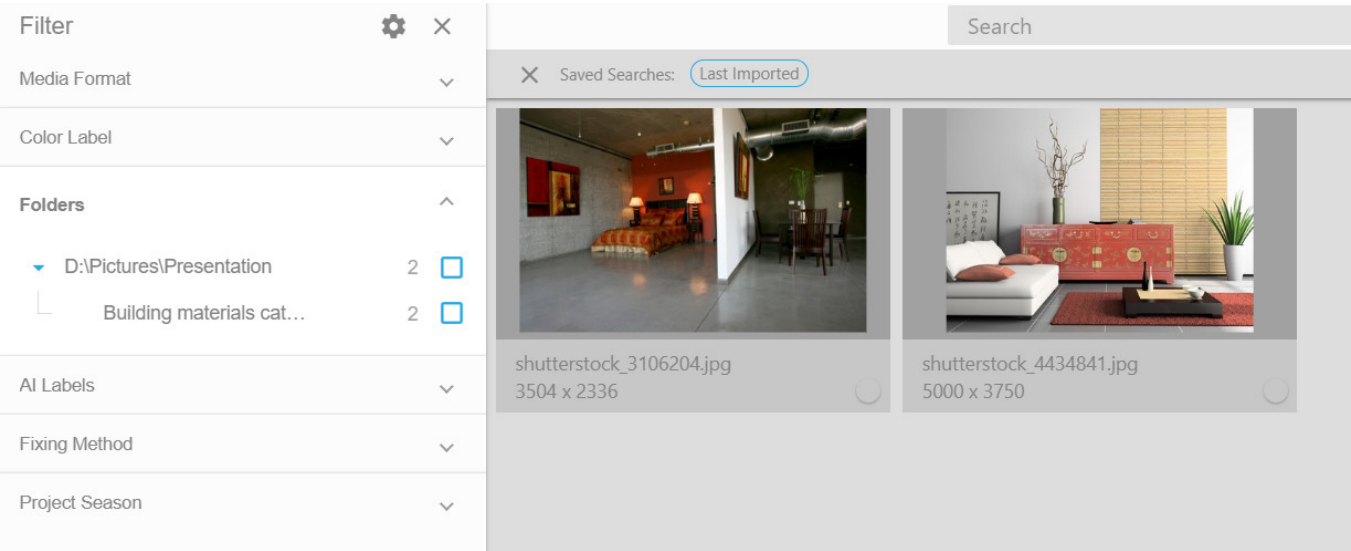 Filter
Media Format
Color Label
Folders
D:\Pictures\Presentation 2
Building materials cat... 2
AI Labels
Fixing Method
Project Season
Search
Saved Searches: Last Imported
shutterstock_3106204.jpg
3504 x 2336
shutterstock_4434841.jpg
5000 x 3750